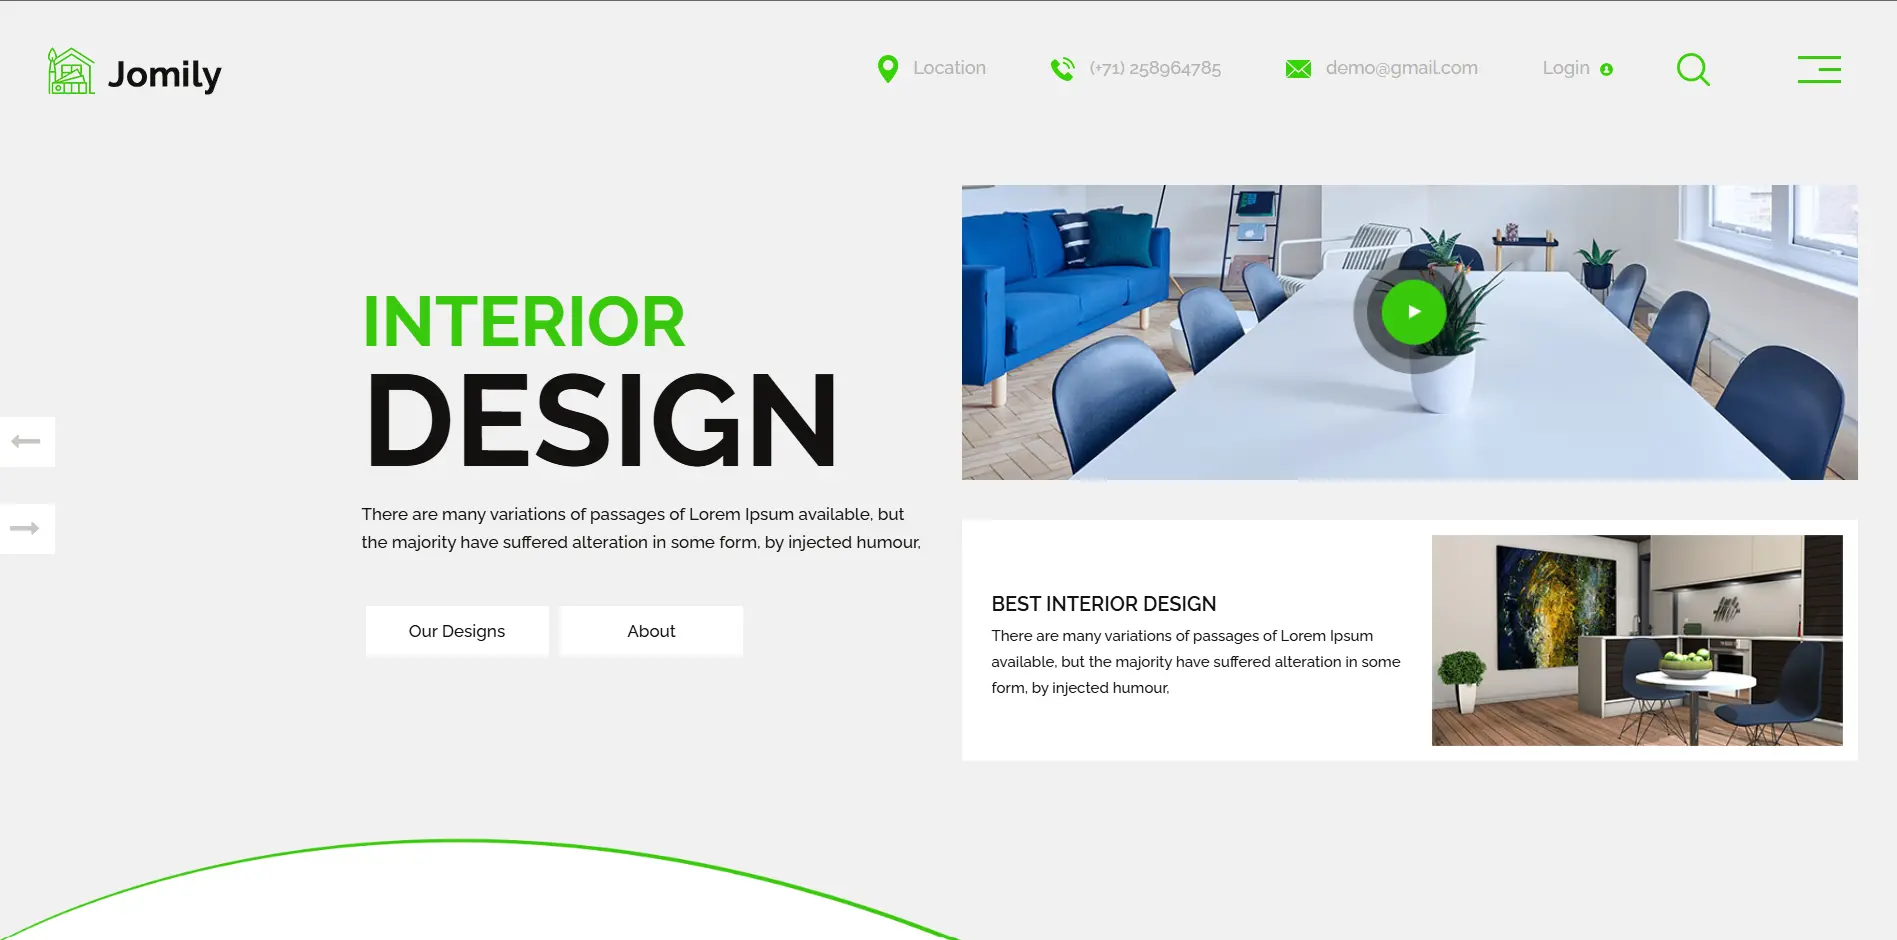 Jomily
Location
(+71) 258964785
demo@gmail.com
Login
INTERIOR
DESIGN
There are many variations of passages of Lorem Ipsum available, but
the majority have suffered alteration in some form, by injected humour,
Our Designs
About
BEST INTERIOR DESIGN
There are many variations of passages of Lorem Ipsum
available, but the majority have suffered alteration in some
form, by injected humour,